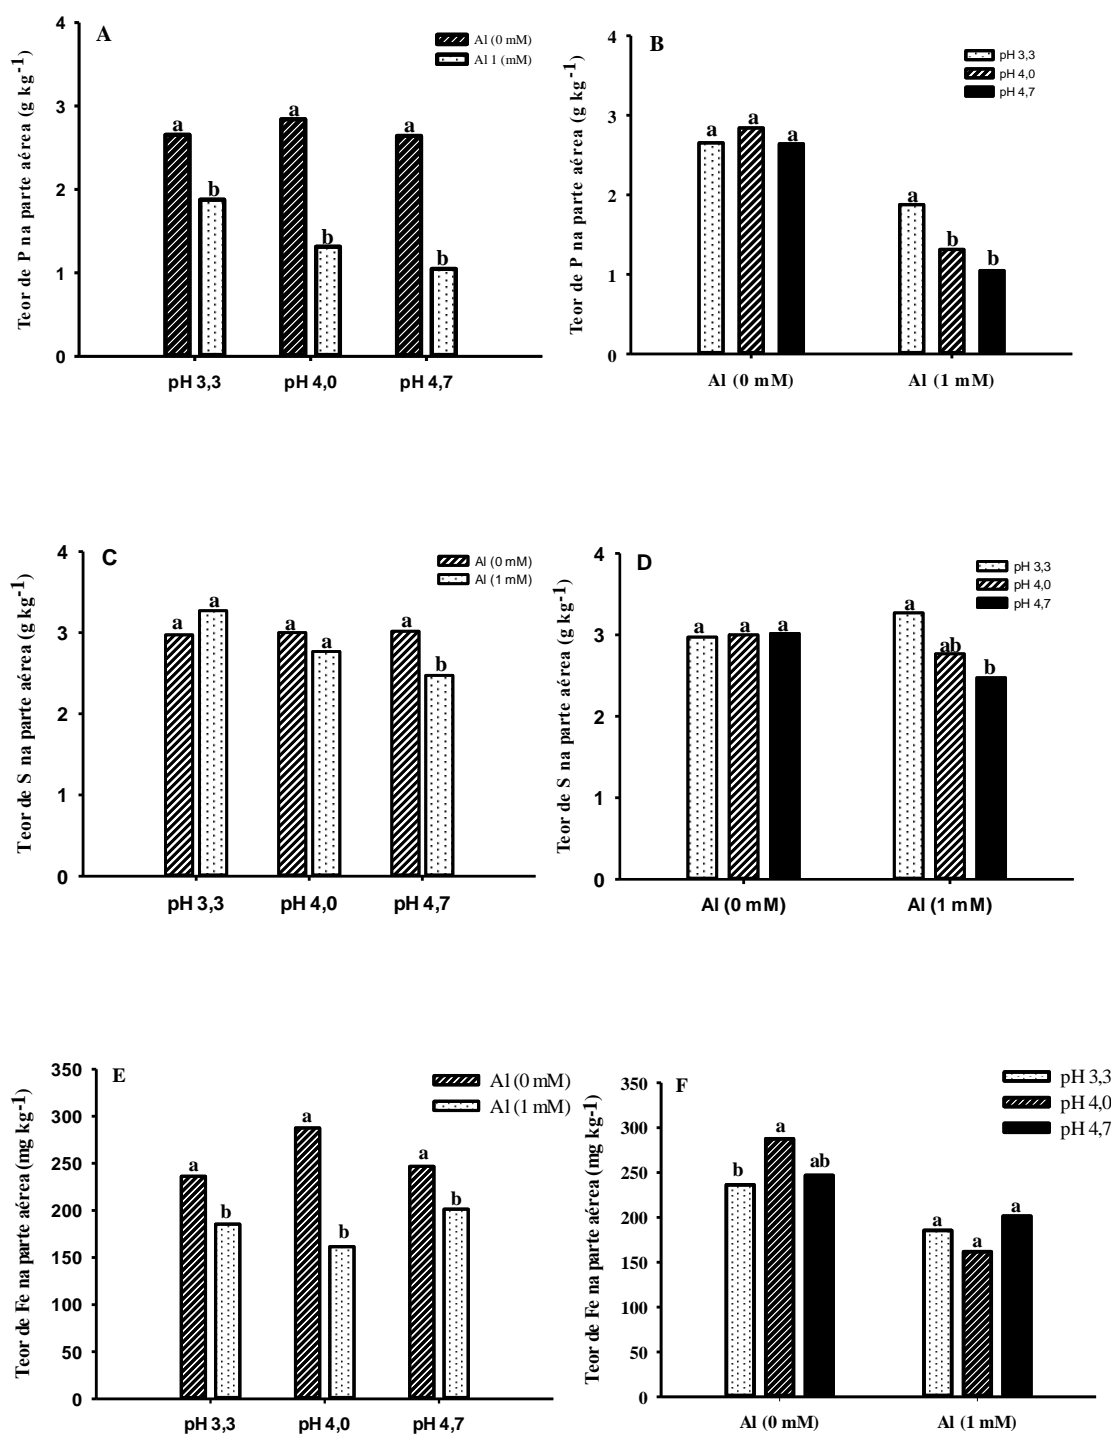 A
Al (0 mM)
Al 1 (mM)
Teor de P na parte aérea (g kg-1)
4
3
2
1
0
a
b
a
b
a
b
pH 3,3
pH 4,0
pH 4,7
B
pH 3,3
pH 4,0
pH 4,7
Teor de P na parte aérea (g kg-1)
4
3
2
1
0
a
a
a
a
b
b
Al (0 mM)
Al (1 mM)
C
Al (0 mM)
Al (1 mM)
Teor de S na parte aérea (g kg-1)
4
3
2
1
0
a
a
a
a
a
b
pH 3,3
pH 4,0
pH 4,7
D
pH 3,3
pH 4,0
pH 4,7
Teor de S na parte aérea (g kg-1)
4
3
2
1
0
a
a
a
a
ab
b
Al (0 mM)
Al (1 mM)
E
Al (0 mM)
Al (1 mM)
Teor de Fe na parte aérea (mg kg-1)
350
300
250
200
150
100
50
0
a
b
a
b
a
b
pH 3,3
pH 4,0
pH 4,7
F
pH 3,3
pH 4,0
pH 4,7
Teor de Fe na parte aérea (mg kg-1)
350
300
250
200
150
100
50
0
b
a
ab
a
a
a
Al (0 mM)
Al (1 mM)